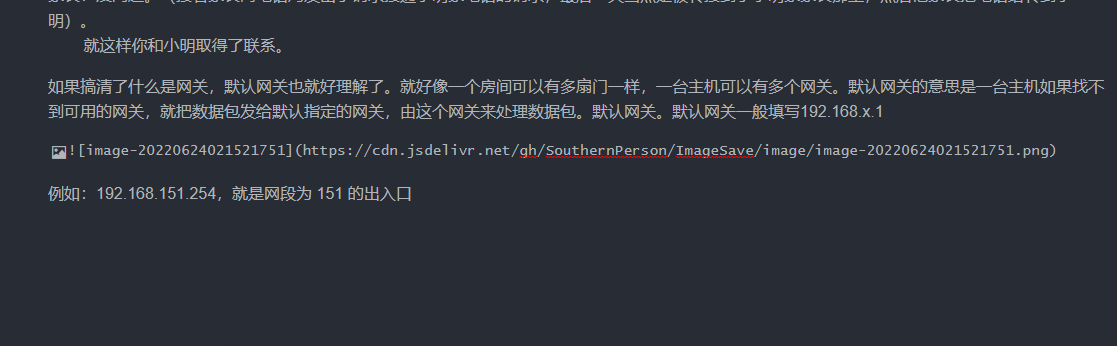 明）。
就这样你和小明取得了联系。
如果搞清了什么是网关，默认网关也就好理解了。就好像一个房间可以有多扇门一样，一台主机可以有多个网关。默认网关的意思是一台主机如果找不
到可用的网关，就把数据包发给默认指定的网关，由这个网关来处理数据包。默认网关。默认网关一般填写192.168.x.1
![image-20220624021521751](https://cdn.jsdelivr.net/gh/SouthernPerson/ImageSave/image/image-20220624021521751.png)
例如：192.168.151.254，就是网段为 151 的出入口